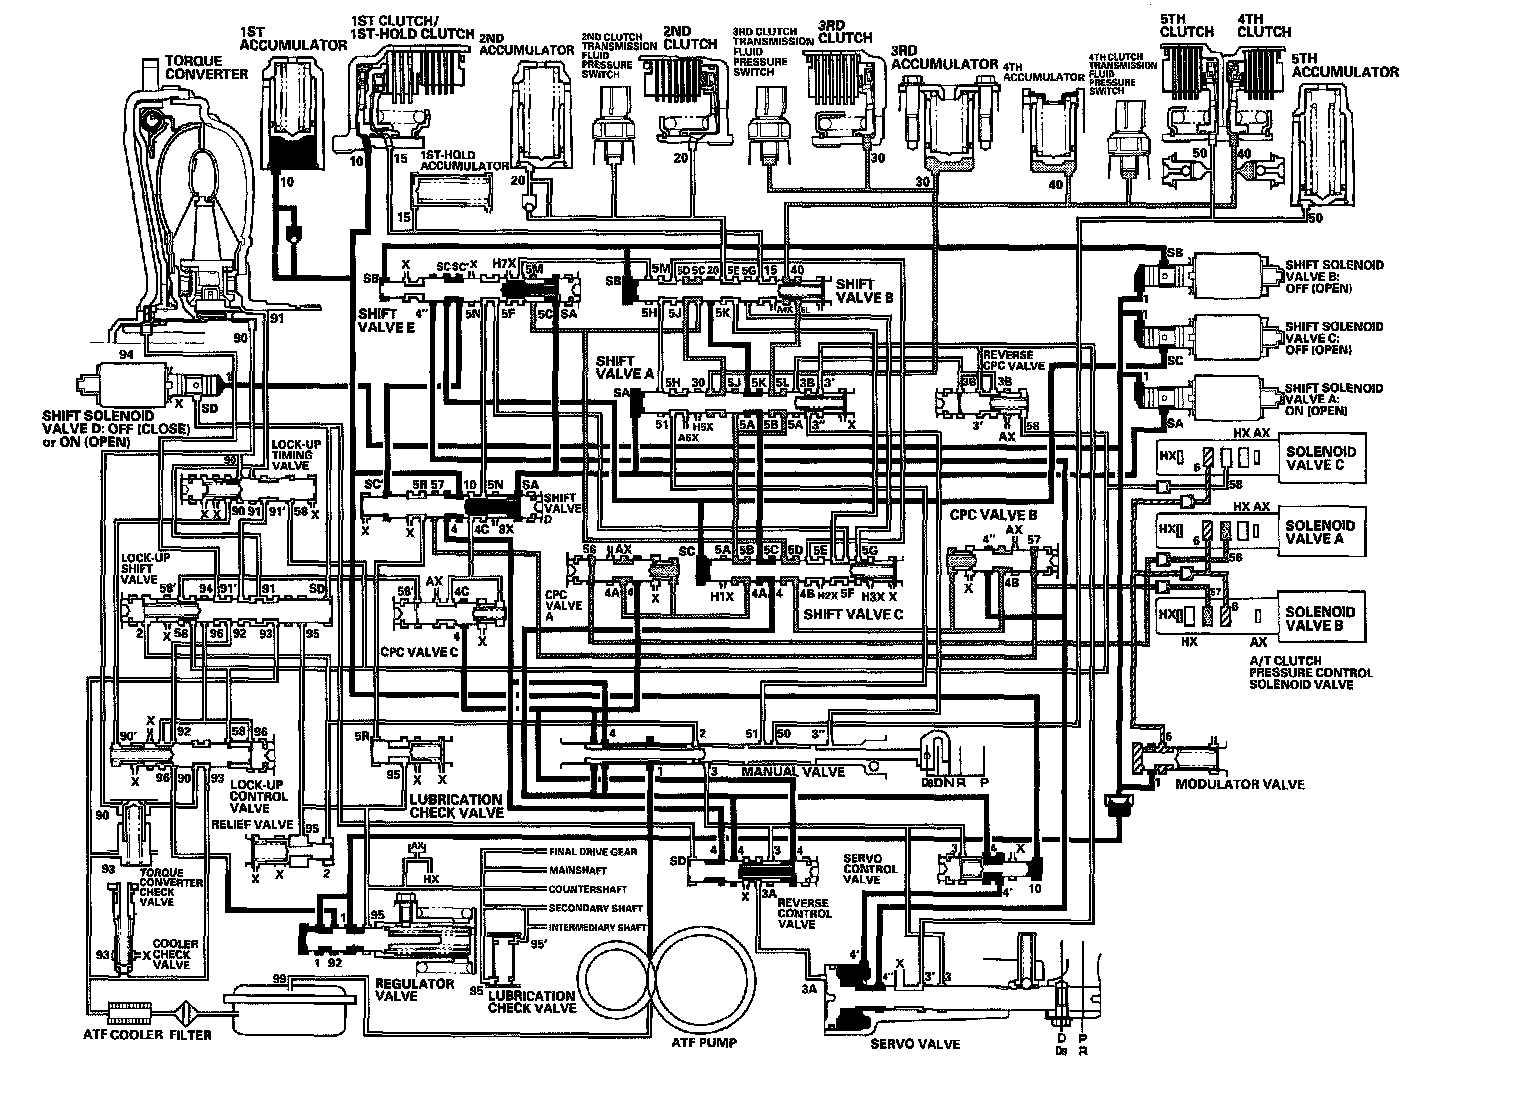 1ST
ACCUMULATOR
1ST CLUTCH/
1ST-HOLD CLUTCH
2ND
ACCUMULATOR
2ND CLUTCH
TRANSMISSION
FLUID
PRESSURE
SWITCH
2ND
CLUTCH
3RD CLUTCH
TRANSMISSION
FLUID
PRESSURE
SWITCH
3RD
CLUTCH
3RD
ACCUMULATOR
4TH
ACCUMULATOR
4TH CLUTCH
TRANSMISSION
FLUID
PRESSURE
SWITCH
5TH
CLUTCH
4TH
CLUTCH
5TH
ACCUMULATOR
TORQUE
CONVERTER
10
15
1ST-HOLD
ACCUMULATOR
20
20
30
30
40
50
40
10
15
50
SB
X
SC
SC'
X
H7X
5M
SB
5M
5D
5C
20
5E
5G
15
40
SHIFT
VALVE B
SHIFT
VALVE E
4"
5N
5F
5C
SA
5H
5J
5K
SB
SHIFT SOLENOID
VALVE B:
OFF (OPEN)
1
SHIFT SOLENOID
VALVE C:
OFF (OPEN)
SC
1
SHIFT SOLENOID
VALVE A:
ON (OPEN)
SA
91
90
94
SHIFT SOLENOID
VALVE D: OFF (CLOSE)
or ON (OPEN)
X
SD
SHIFT
VALVE A
5H
30
5J
5K
5L
3B
3'
SA
51
A6X
H5X
5A
5B
5A
3"
X
REVERSE
CPC VALVE
3B
3B
3'
AX
58
HX AX
HX
6
58
SOLENOID
VALVE C
HX AX
HX
6
56
SOLENOID
VALVE A
HX
57
6
HX
AX
SOLENOID
VALVE B
A/T CLUTCH
PRESSURE CONTROL
SOLENOID VALVE
LOCK-UP
TIMING
VALVE
90
X
X
90
91
91'
58
X
SC'
5R
57
10
5N
SA
SHIFT
VALVE
D
X
4
4C
X
8X
X
LOCK-UP
SHIFT
VALVE
58'
94
91'
91
SD
2
58
X
96
92
93
95
58'
AX
4C
4
X
CPC VALVE C
56
AX
CPC
VALVE
A
4A
X
SC
5A
5B
5C
5D
5E
5G
H1X
4A
4
4B
H2X
5F
H3X
X
SHIFT VALVE C
CPC VALVE B
4"
AX
57
X
4B
90'
X
92
58
96
96
90
93
X
LOCK-UP
CONTROL
VALVE
5R
95
X
X
LUBRICATION
CHECK VALVE
4
2
51
50
3"
3
MANUAL VALVE
D₃
D
N
R
P
6
1
X
MODULATOR VALVE
90
RELIEF VALVE
95
X
X
2
93
TORQUE
CONVERTER
CHECK
VALVE
93
X
COOLER
CHECK
VALVE
AX
HX
FINAL DRIVE GEAR
MAINSHAFT
COUNTERSHAFT
SECONDARY SHAFT
INTERMEDIARY SHAFT
95'
95
LUBRICATION
CHECK VALVE
1
95
1
92
REGULATOR
VALVE
99
ATF COOLER
FILTER
ATF PUMP
SD
4
4
3
4
X
3A
REVERSE
CONTROL
VALVE
SERVO
CONTROL
VALVE
3
4
X
4'
10
4'
3A
4"
X
3'
3
SERVO VALVE
D
D₃
P
R